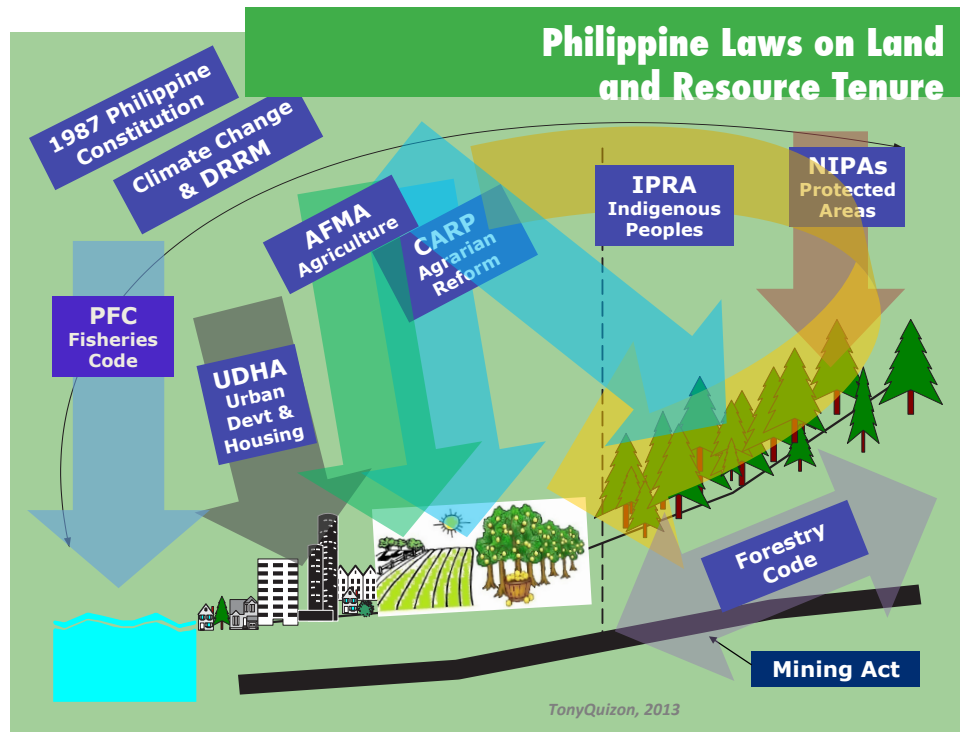 Philippine Laws on Land
and Resource Tenure
1987 Philippine
Constitution
Climate Change
& DRRM
AFMA
Agriculture
CARP
Agrarian
Reform
IPRA
Indigenous
Peoples
NIPAs
Protected
Areas
PFC
Fisheries
Code
UDHA
Urban
Devt &
Housing
Forestry
Code
Mining Act
TonyQuizon, 2013